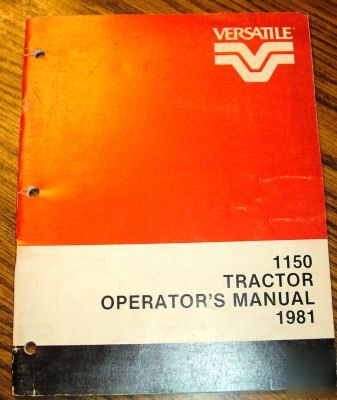 VERSATILE
1150
TRACTOR
OPERATOR'S MANUAL
1981